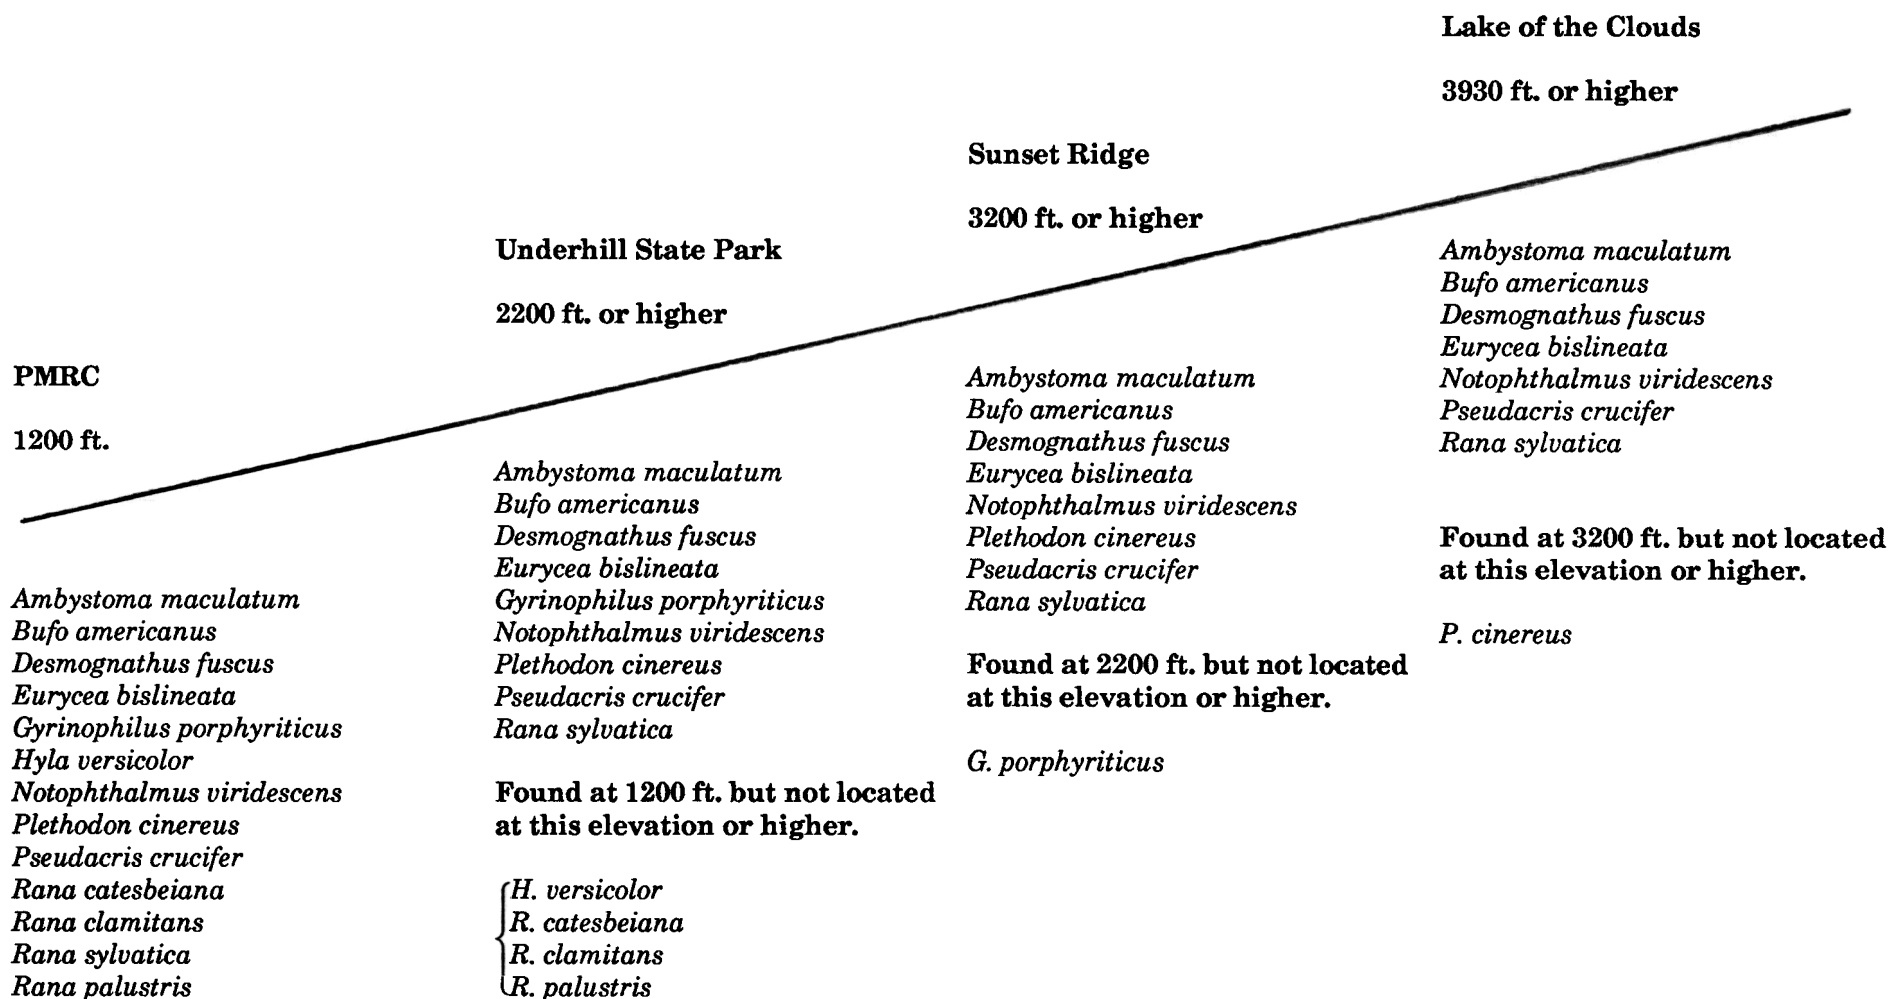 PMRC
1200 ft.
Ambystoma maculatum
Bufo americanus
Desmognathus fuscus
Eurycea bislineata
Gyrinophilus porphyriticus
Hyla versicolor
Notophthalmus viridescens
Plethodon cinereus
Pseudacris crucifer
Rana catesbeiana
Rana clamitans
Rana sylvatica
Rana palustris
Underhill State Park
2200 ft. or higher
Ambystoma maculatum
Bufo americanus
Desmognathus fuscus
Eurycea bislineata
Gyrinophilus porphyriticus
Notophthalmus viridescens
Plethodon cinereus
Pseudacris crucifer
Rana sylvatica
Found at 1200 ft. but not located
at this elevation or higher.
H. versicolor
R. catesbeiana
R. clamitans
R. palustris
Sunset Ridge
3200 ft. or higher
Ambystoma maculatum
Bufo americanus
Desmognathus fuscus
Eurycea bislineata
Notophthalmus viridescens
Plethodon cinereus
Pseudacris crucifer
Rana sylvatica
Found at 2200 ft. but not located
at this elevation or higher.
G. porphyriticus
Lake of the Clouds
3930 ft. or higher
Ambystoma maculatum
Bufo americanus
Desmognathus fuscus
Eurycea bislineata
Notophthalmus viridescens
Pseudacris crucifer
Rana sylvatica
Found at 3200 ft. but not located
at this elevation or higher.
P. cinereus